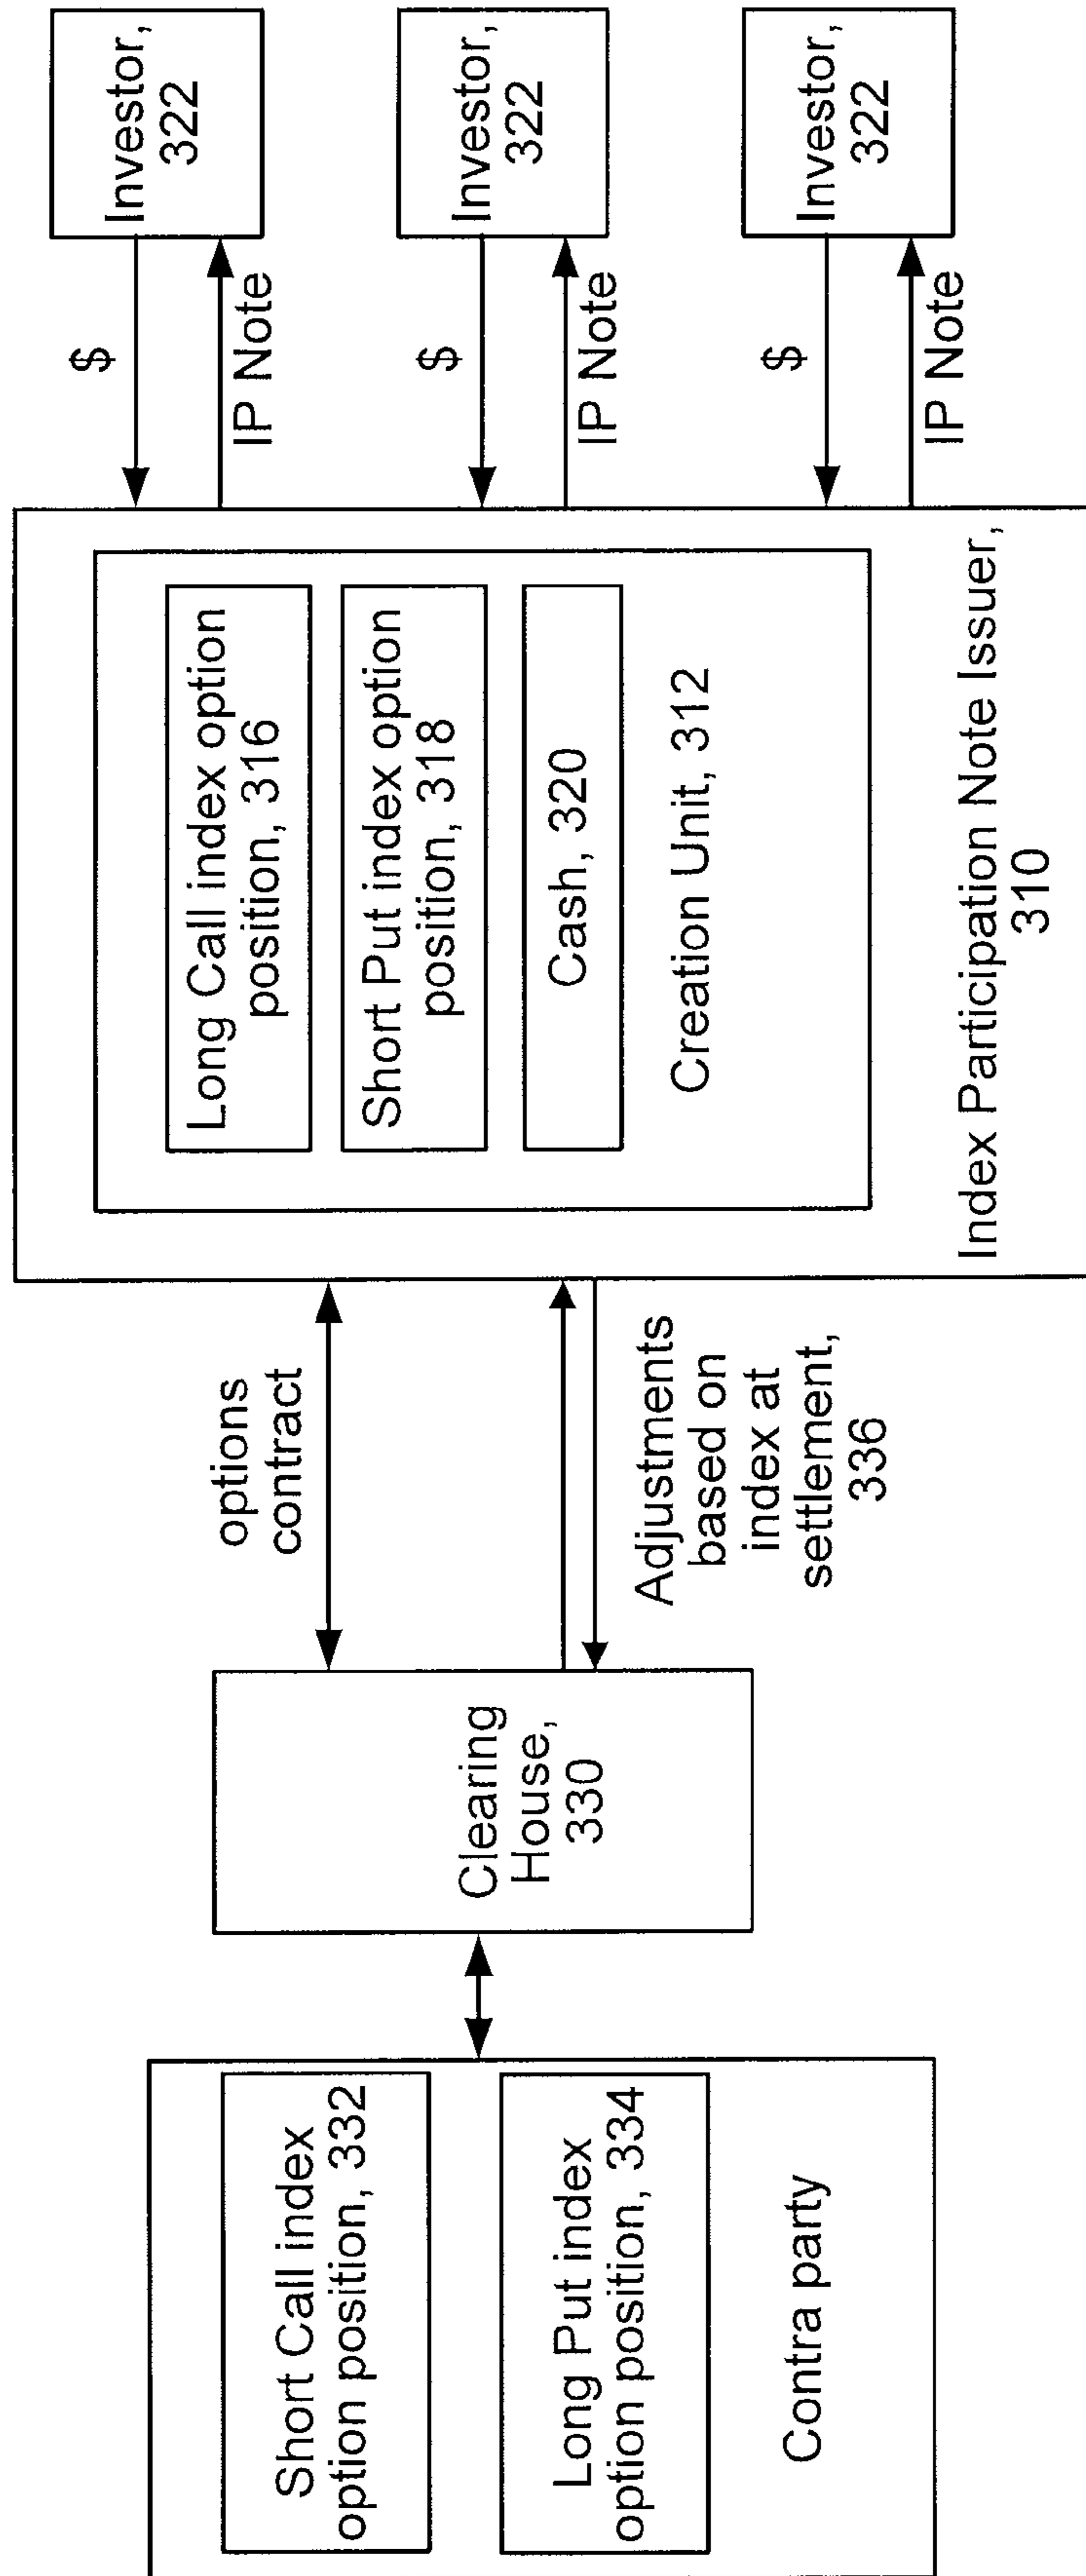 Short Call index
option position, 332
Long Put index
option position, 334
Contra party
Clearing
House,
330
options
contract
Adjustments
based on
index at
settlement,
336
Long Call index option
position, 316
Short Put index option
position, 318
Cash, 320
Creation Unit, 312
Index Participation Note Issuer,
310
$
IP Note
Investor,
322
$
IP Note
Investor,
322
$
IP Note
Investor,
322